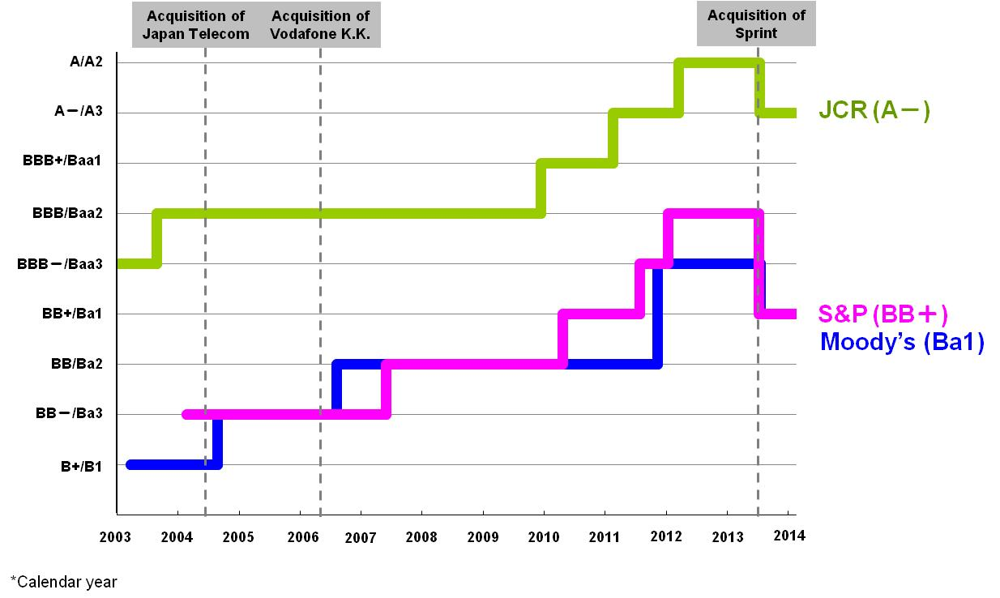 Acquisition of
Japan Telecom
Acquisition of
Vodafone K.K.
Acquisition of
Sprint
A/A2
A－/A3
BBB+/Baa1
BBB/Baa2
BBB－/Baa3
BB+/Ba1
BB/Ba2
BB－/Ba3
B+/B1
JCR (A－)
S&P (BB＋)
Moody's (Ba1)
2003 2004 2005 2006 2007 2008 2009 2010 2011 2012 2013 2014
*Calendar year